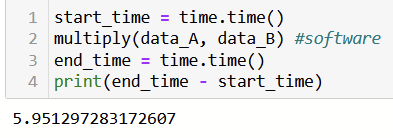 1 start_time = time.time()
2 multiply(data_A, data_B) #software
3 end_time = time.time()
4 print(end_time - start_time)
5.951297283172607